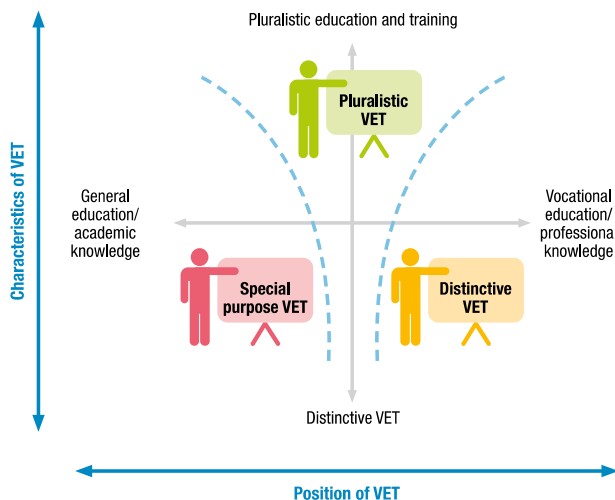 Pluralistic education and training
Pluralistic
VET
General
education/
academic
knowledge
Vocational
education/
professiona
knowledge
Special
purpose VET
Distinctive
VET
Distinctive VET
Characteristics of VET
Position of VET